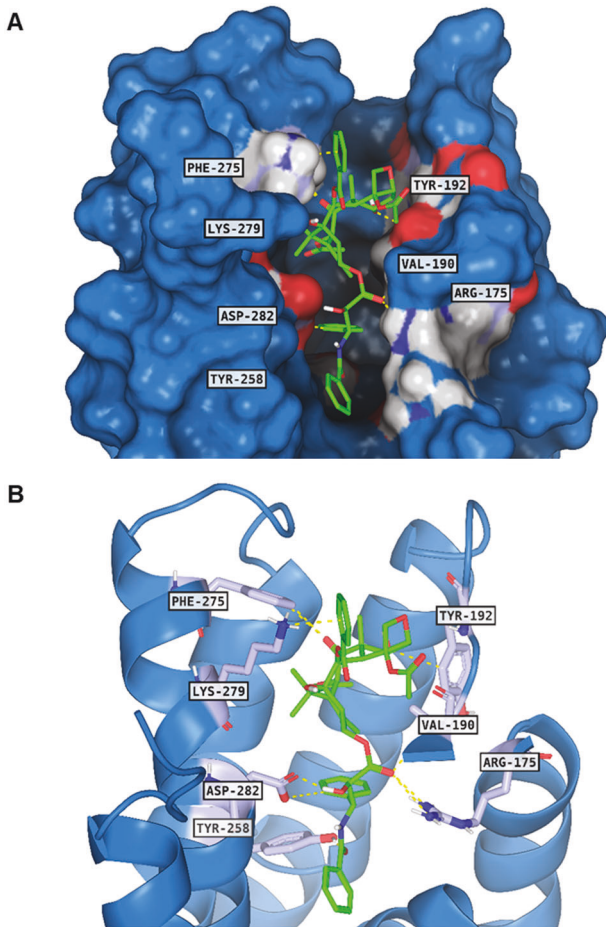 A
PHE-275
TYR-192
LYS-279
VAL-190
ARG-175
ASP-282
TYR-258
B
PHE-275
TYR-192
LYS-279
VAL-190
ARG-175
ASP-282
TYR-258